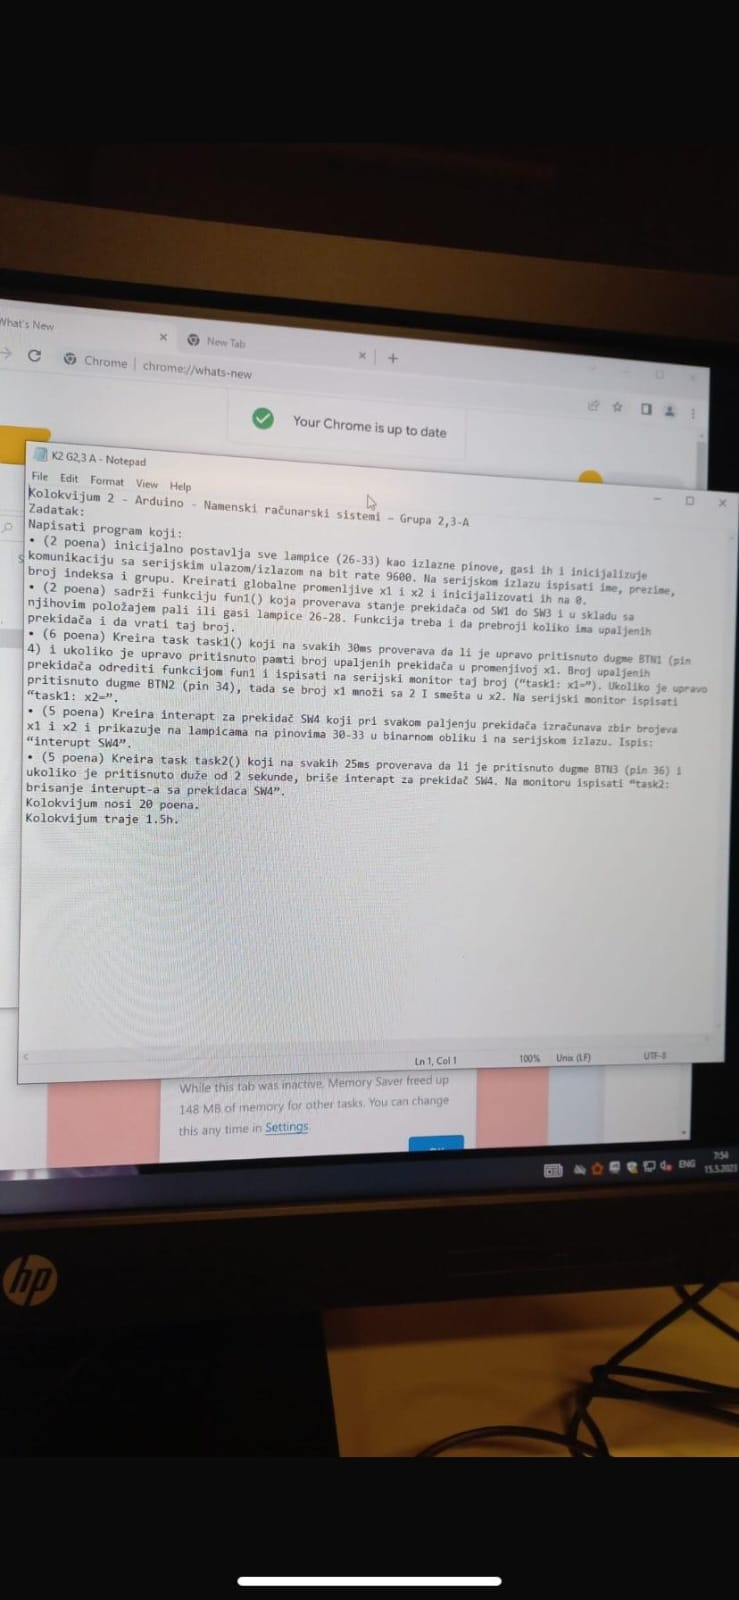 What's New
New Tab
Chrome | chrome://whats-new
Your Chrome is up to date
K2 G2,3 A - Notepad
File Edit Format View Help
Kolokvijum 2 - Arduino - Namenski računarski sistemi – Grupa 2,3-A
Zadatak:
Napisati program koji:
• (2 poena) inicijalno postavlja sve lampice (26-33) kao izlazne pinove, gasi ih i inicijalizuje
komunikaciju sa serijskim ulazom/izlazom na bit rate 9600. Na serijskom izlazu ispisati ime, prezime,
broj indeksa i grupu. Kreirati globalne promenljive x1 i x2 i inicijalizovati ih na 0.
• (2 poena) sadrži funkciju fun1() koja proverava stanje prekidača od SW1 do SW3 i u skladu sa
njihovim položajem pali ili gasi lampice 26-28. Funkcija treba i da prebroji koliko ima upaljenih
prekidača i da vrati taj broj.
• (6 poena) Kreira task task1() koji na svakih 30ms proverava da li je upravo pritisnuto dugme BTN1 (pin
4) i ukoliko je upravo pritisnuto pamti broj upaljenih prekidača u promenjivoj x1. Broj upaljenih
prekidača odrediti funkcijom fun1 i ispisati na serijski monitor taj broj (“task1: x1=”). Ukoliko je upravo
pritisnuto dugme BTN2 (pin 34), tada se broj x1 množi sa 2 I smešta u x2. Na serijski monitor ispisati
“task1: x2=”.
• (5 poena) Kreira interapt za prekidač SW4 koji pri svakom paljenju prekidača izračunava zbir brojeva
x1 i x2 i prikazuje na lampicama na pinovima 30-33 u binarnom obliku i na serijskom izlazu. Ispis:
“interupt SW4”.
• (5 poena) Kreira task task2() koji na svakih 25ms proverava da li je pritisnuto dugme BTN3 (pin 36) i
ukoliko je pritisnuto duže od 2 sekunde, briše interapt za prekidač SW4. Na monitoru ispisati “task2:
brisanje interupt-a sa prekidaca SW4”.
Kolokvijum nosi 20 poena.
Kolokvijum traje 1.5h.
Ln 1, Col 1 100% Unix (LF) UTF-8
While this tab was inactive, Memory Saver freed up
148 MB of memory for other tasks. You can change
this any time in Settings
ENG 7:54
15.5.2023
hp